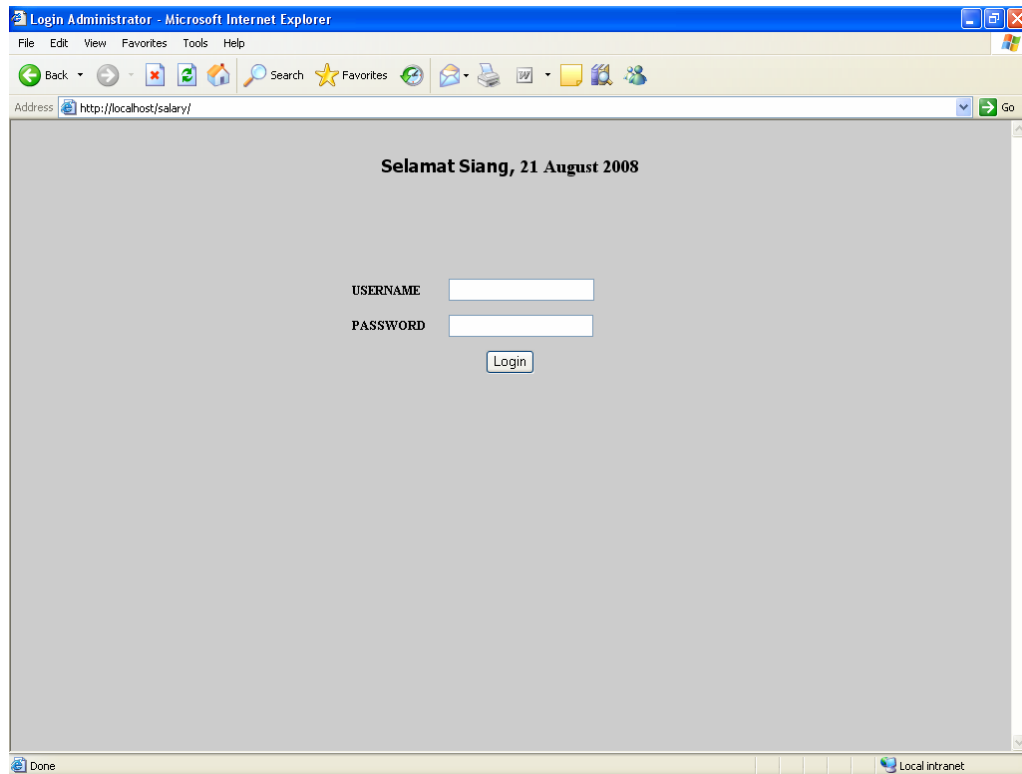 Login Administrator - Microsoft Internet Explorer
File Edit View Favorites Tools Help
Back Search Favorites W
Address http://localhost/salary/ Go
Selamat Siang, 21 August 2008
USERNAME
PASSWORD
Login
Done Local intranet